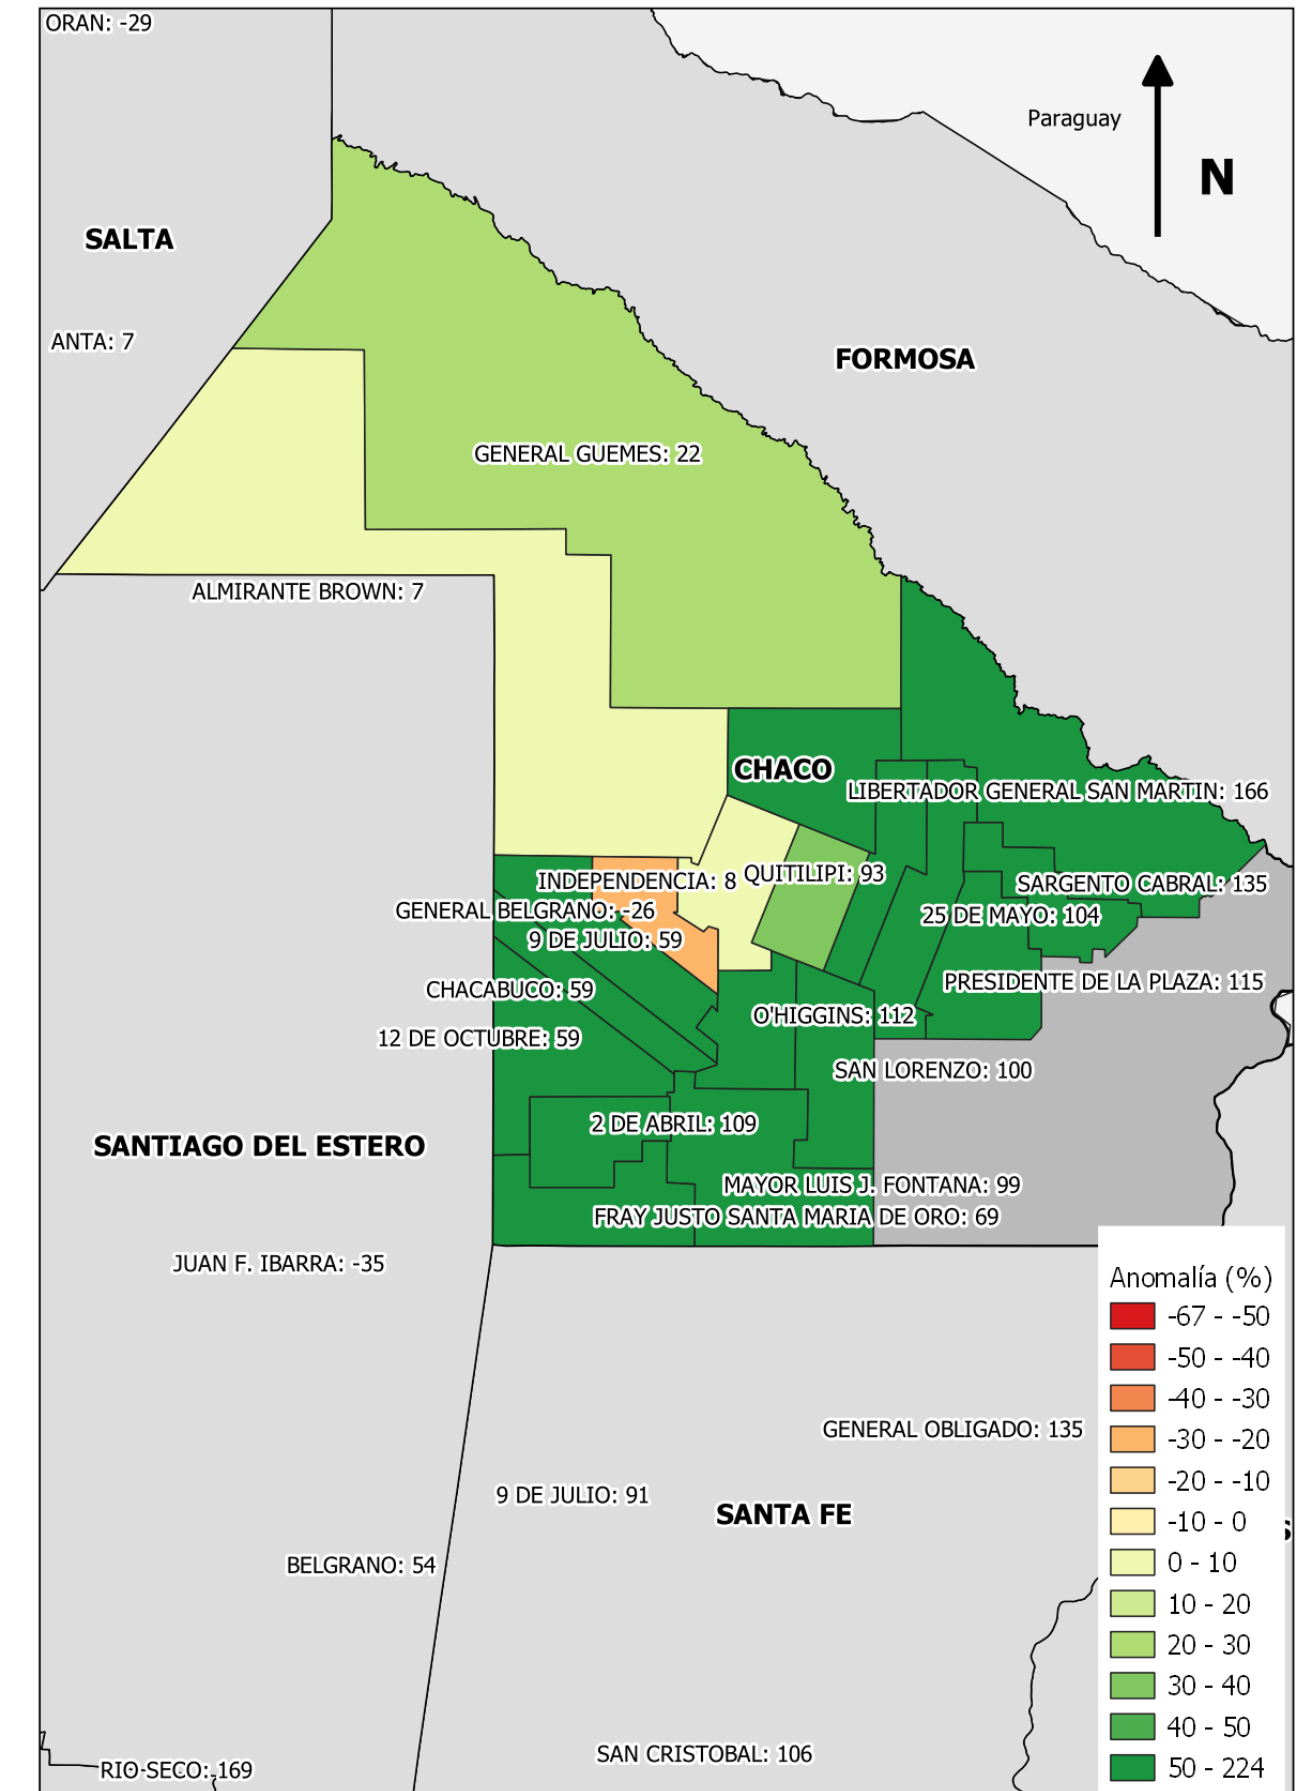 ORAN: -29
Paraguay
N
SALTA
ANTA: 7
FORMOSA
GENERAL GUEMES: 22
ALMIRANTE BROWN: 7
CHACO
LIBERTADOR GENERAL SAN MARTIN: 166
QUITILIPI: 93
INDEPENDENCIA: 8
SARGENTO CABRAL: 135
GENERAL BELGRANO: -26
25 DE MAYO: 104
9 DE JULIO: 59
PRESIDENTE DE LA PLAZA: 115
CHACABUCO: 59
O'HIGGINS: 112
12 DE OCTUBRE: 59
SAN LORENZO: 100
2 DE ABRIL: 109
SANTIAGO DEL ESTERO
MAYOR LUIS J. FONTANA: 99
FRAY JUSTO SANTA MARIA DE ORO: 69
JUAN F. IBARRA: -35
GENERAL OBLIGADO: 135
9 DE JULIO: 91
SANTA FE
BELGRANO: 54
SAN CRISTOBAL: 106
RIO SECO: 169
Anomalía (%)
-67 - -50
-50 - -40
-40 - -30
-30 - -20
-20 - -10
-10 - 0
0 - 10
10 - 20
20 - 30
30 - 40
40 - 50
50 - 224